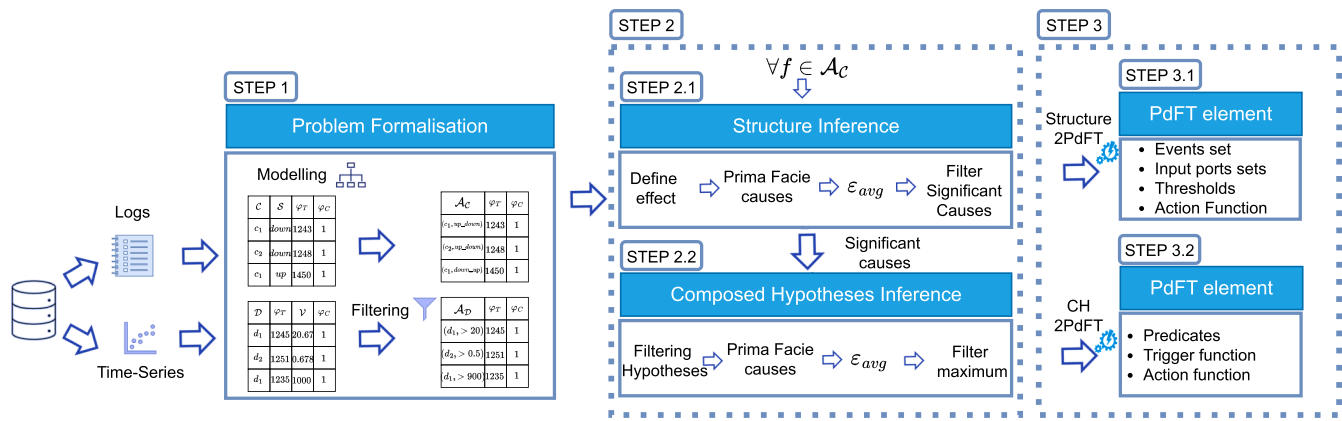 STEP 1
Problem Formalisation
Logs
Time-Series
Modelling
𝒞 𝒮 φ_T φ_C
c₁ down 1243 1
c₂ down 1248 1
c₁ up 1450 1
𝒜_𝒞 φ_T φ_C
(c₁, up_down) 1243 1
(c₂, up_down) 1248 1
(c₁, down_up) 1450 1
Filtering
𝒟 φ_T 𝒱 φ_C
d₁ 1245 20.67 1
d₂ 1251 0.678 1
d₁ 1235 1000 1
𝒜_𝒟 φ_T φ_C
(d₁, > 20) 1245 1
(d₂, > 0.5) 1251 1
(d₁, > 900) 1235 1
STEP 2
∀f ∈ 𝒜_𝒞
STEP 2.1
Structure Inference
Define
effect
Prima Facie
causes
ε_avg
Filter
Significant
Causes
Significant
causes
STEP 2.2
Composed Hypotheses Inference
Filtering
Hypotheses
Prima Facie
causes
ε_avg
Filter
maximum
STEP 3
Structure
2PdFT
STEP 3.1
PdFT element
• Events set
• Input ports sets
• Thresholds
• Action Function
CH
2PdFT
STEP 3.2
PdFT element
• Predicates
• Trigger function
• Action function